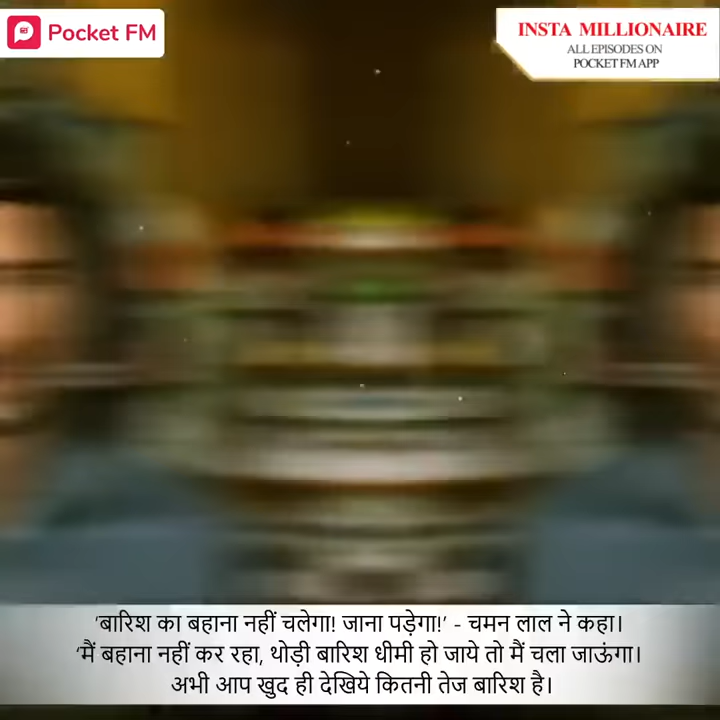 Pocket FM
INSTA MILLIONAIRE
ALL EPISODES ON
POCKET FM APP
'बारिश का बहाना नहीं चलेगा! जाना पड़ेगा!' - चमन लाल ने कहा।
'मैं बहाना नहीं कर रहा, थोड़ी बारिश धीमी हो जाये तो मैं चला जाऊंगा।
अभी आप खुद ही देखिये कितनी तेज बारिश है।